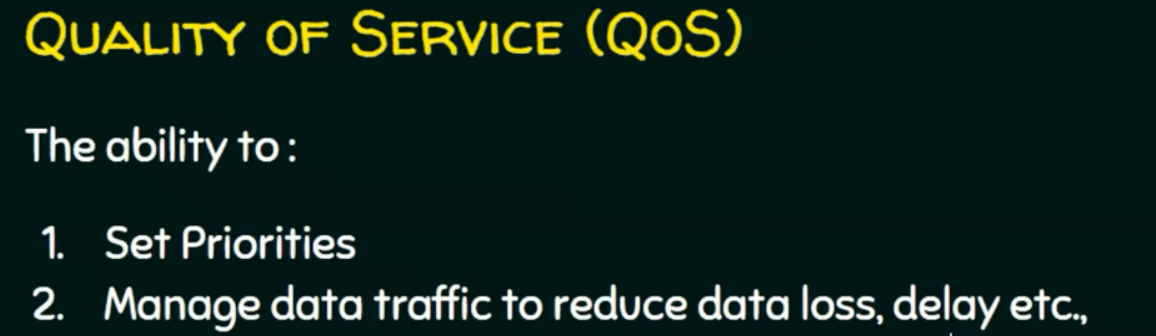 QUALITY OF SERVICE (QOS)
The ability to :
1. Set Priorities
2. Manage data traffic to reduce data loss, delay etc.,